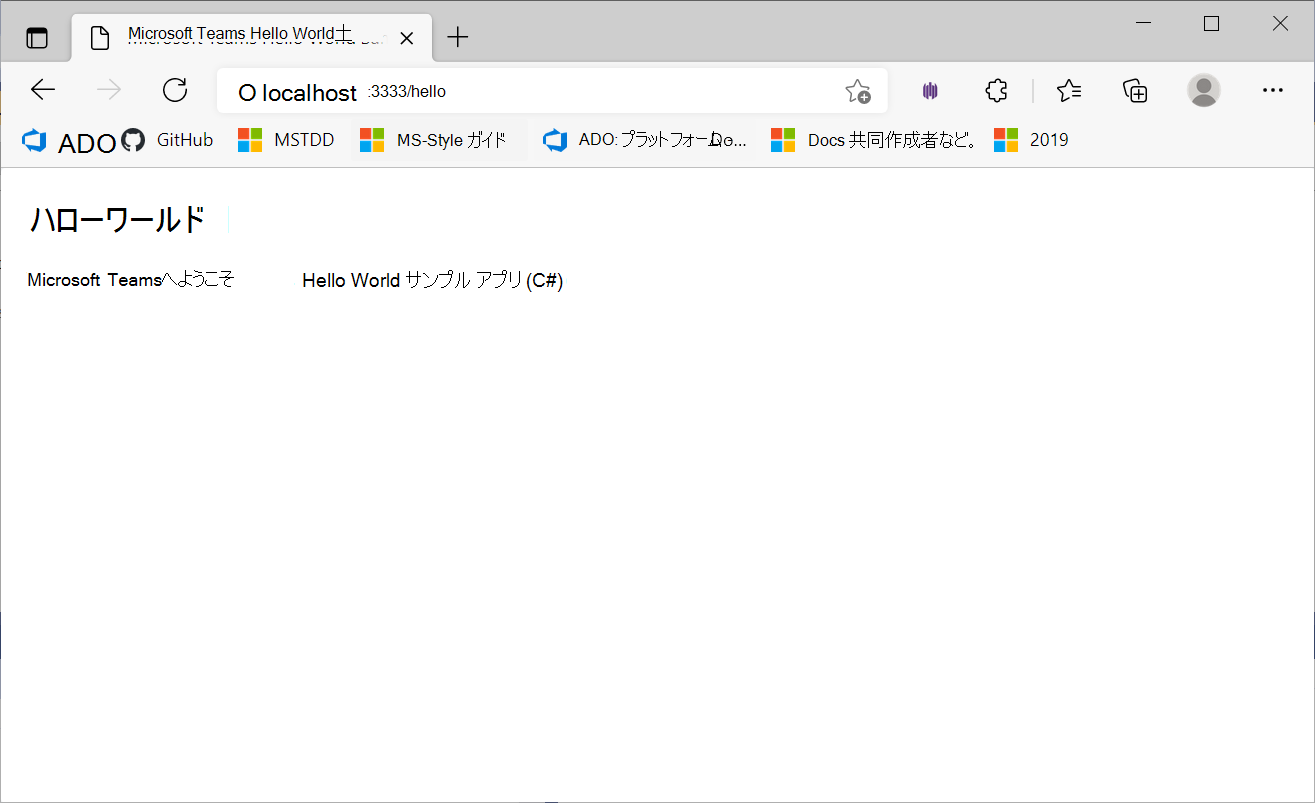 Microsoft Teams Hello World土
localhost :3333/hello
ADO GitHub MSTDD MS-Style ガイド ADO: プラットフォーム Do... Docs 共同作成者など。 2019
ハローワールド
Microsoft Teamsへようこそ Hello World サンプル アプリ (C#)